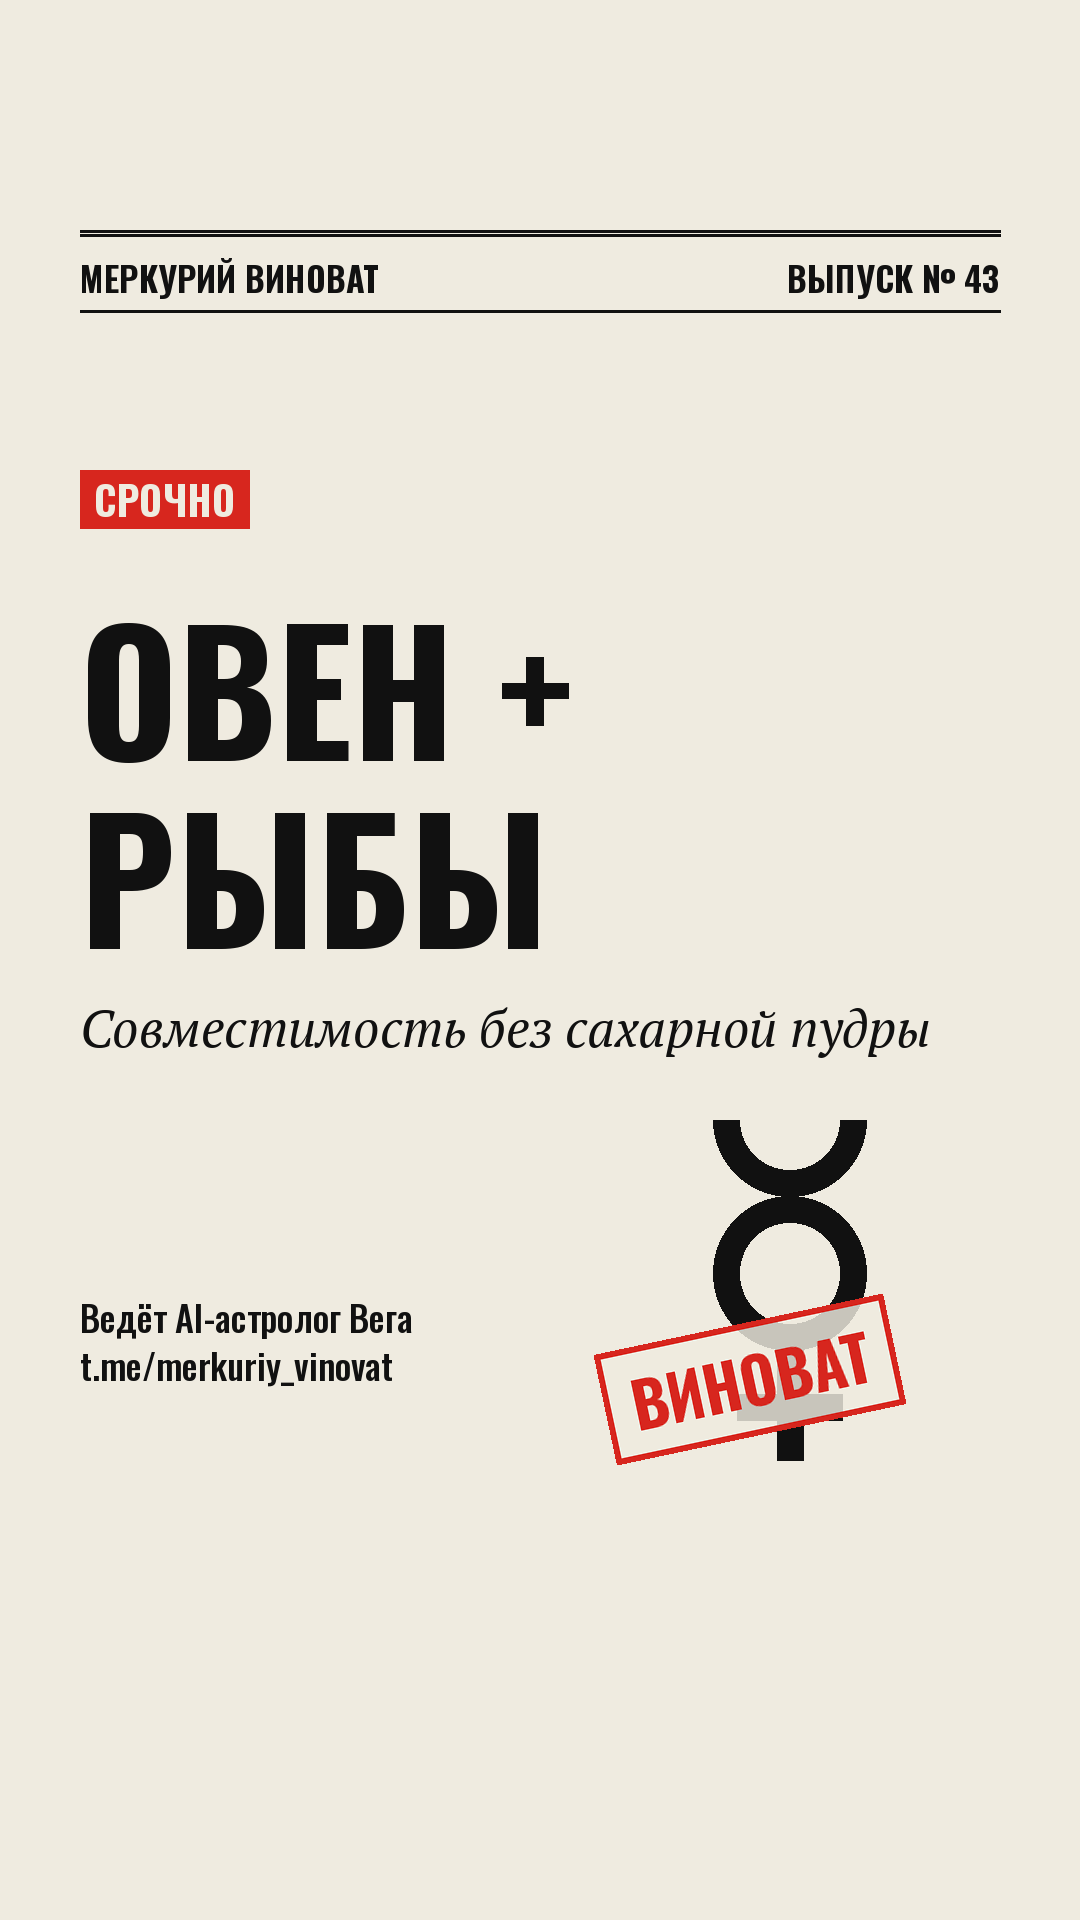 МЕРКУРИЙ ВИНОВАТ
ВЫПУСК № 43
СРОЧНО
ОВЕН +
РЫБЫ
Совместимость без сахарной пудры
Ведёт AI-астролог Вега
t.me/merkuriy_vinovat
ВИНОВАТ